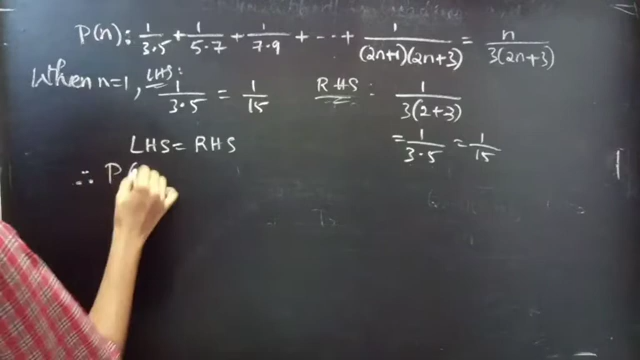 P(n): 1/3·5 + 1/5·7 + 1/7·9 + --- + 1/(2n+1)(2n+3) = n/3(2n+3)
When n=1, LHS: 1/3·5 = 1/15 RHS: 1/3(2+3)
= 1/3·5 = 1/15
LHS = RHS
∴ P(